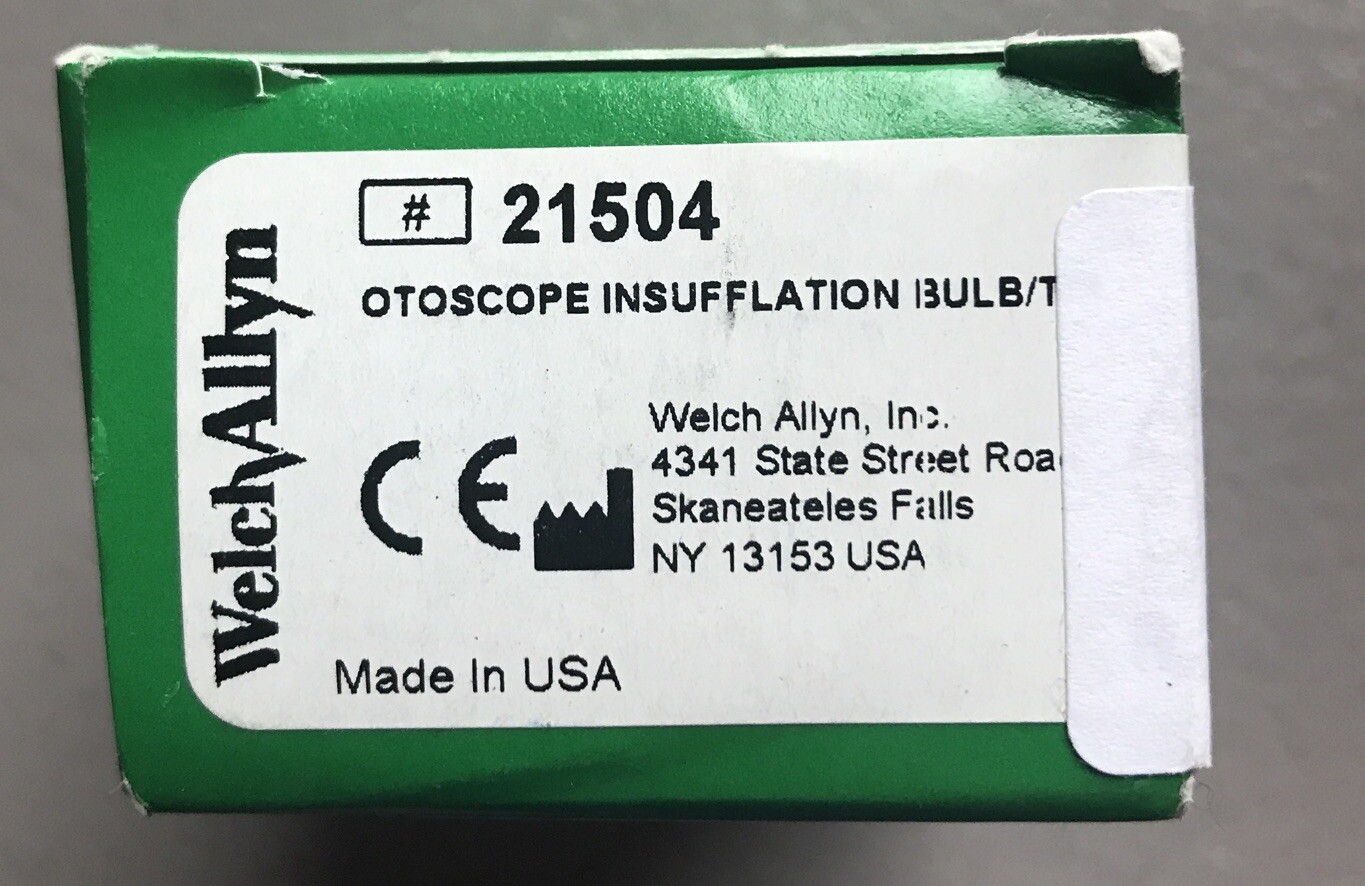 WelchAllyn
# 21504
OTOSCOPE INSUFFLATION BULB/T
CE
Welch Allyn, Inc.
4341 State Street Roa
Skaneateles Falls
NY 13153 USA
Made In USA